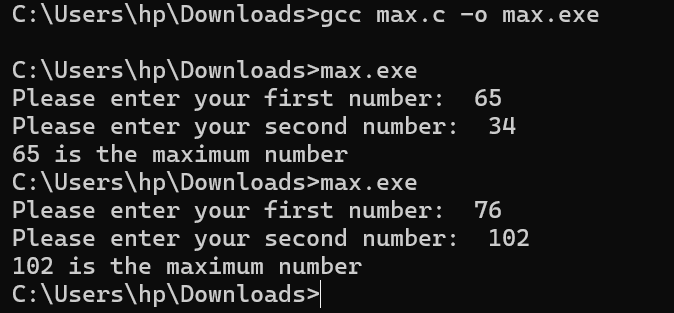 C:\Users\hp\Downloads>gcc max.c -o max.exe
C:\Users\hp\Downloads>max.exe
Please enter your first number:  65
Please enter your second number:  34
65 is the maximum number
C:\Users\hp\Downloads>max.exe
Please enter your first number:  76
Please enter your second number:  102
102 is the maximum number
C:\Users\hp\Downloads>